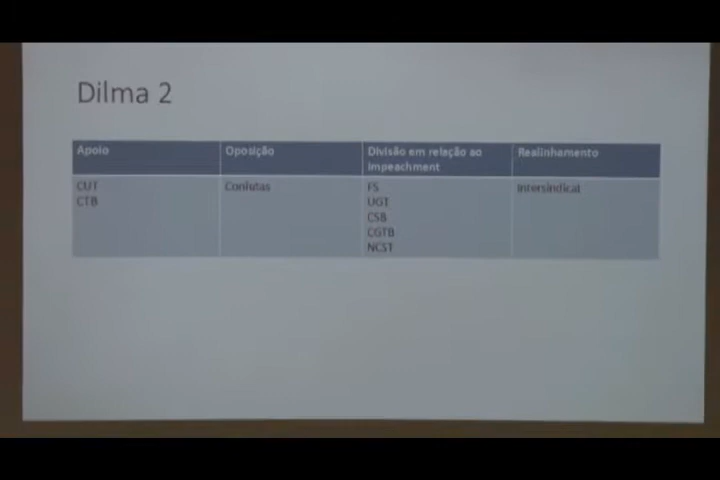 Dilma 2
Apoio
Oposição
Divisão em relação ao
impeachment
Realinhamento
CUT
CTB
Conlutas
FS
UGT
CSB
CGTB
NCST
Intersindical